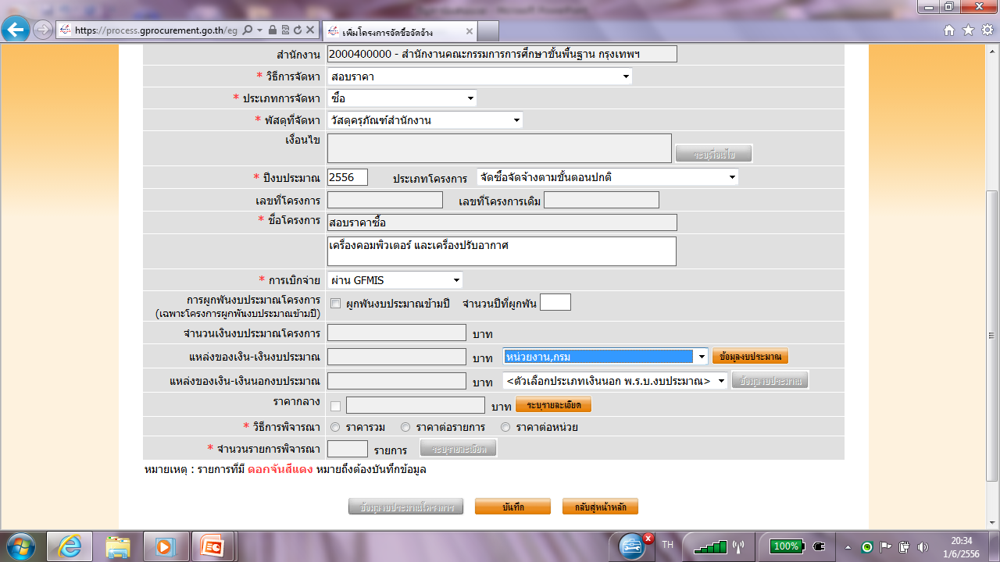 https://process.gprocurement.go.th/eg
เพิ่มโครงการจัดซื้อจัดจ้าง
สำนักงาน 2000400000 - สำนักงานคณะกรรมการการศึกษาขั้นพื้นฐาน กรุงเทพฯ
* วิธีการจัดหา สอบราคา
* ประเภทการจัดหา ซื้อ
* พัสดุที่จัดหา วัสดุครุภัณฑ์สำนักงาน
เงื่อนไข ระบุเงื่อนไข
* ปีงบประมาณ 2556 ประเภทโครงการ จัดซื้อจัดจ้างตามขั้นตอนปกติ
เลขที่โครงการ เลขที่โครงการเดิม
* ชื่อโครงการ สอบราคาซื้อ
เครื่องคอมพิวเตอร์ และเครื่องปรับอากาศ
* การเบิกจ่าย ผ่าน GFMIS
การผูกพันงบประมาณโครงการ
(เฉพาะโครงการผูกพันงบประมาณข้ามปี) ผูกพันงบประมาณข้ามปี จำนวนปีที่ผูกพัน
จำนวนเงินงบประมาณโครงการ บาท
แหล่งของเงิน-เงินงบประมาณ บาท หน่วยงาน,กรม ข้อมูลงบประมาณ
แหล่งของเงิน-เงินนอกงบประมาณ บาท <ตัวเลือกประเภทเงินนอก พ.ร.บ.งบประมาณ> ข้อมูลงบประมาณ
ราคากลาง บาท ระบุรายละเอียด
* วิธีการพิจารณา ราคารวม ราคาต่อรายการ ราคาต่อหน่วย
* จำนวนรายการพิจารณา รายการ ระบุรายละเอียด
หมายเหตุ : รายการที่มี ดอกจันสีแดง หมายถึงต้องบันทึกข้อมูล
ข้อมูลงบประมาณโครงการ บันทึก กลับสู่หน้าหลัก
TH 100% 20:34
1/6/2556